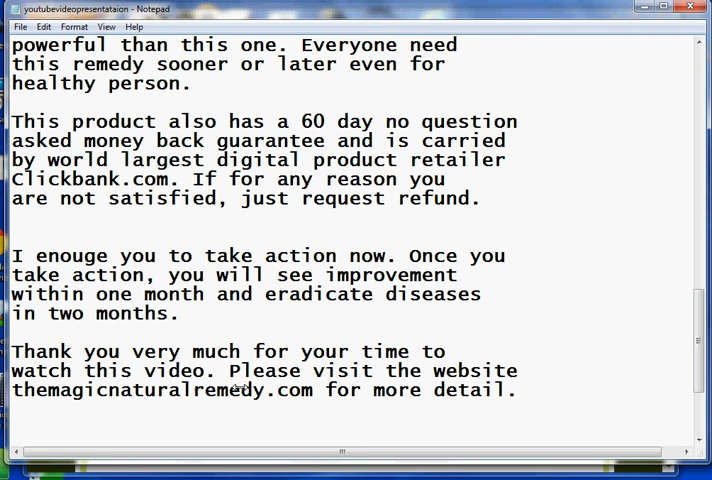 youtubevideopresentataion - Notepad
File Edit Format View Help
powerful than this one. Everyone need
this remedy sooner or later even for
healthy person.
This product also has a 60 day no question
asked money back guarantee and is carried
by world largest digital product retailer
Clickbank.com. If for any reason you
are not satisfied, just request refund.
I enouge you to take action now. Once you
take action, you will see improvement
within one month and eradicate diseases
in two months.
Thank you very much for your time to
watch this video. Please visit the website
themagicnaturalremedy.com for more detail.